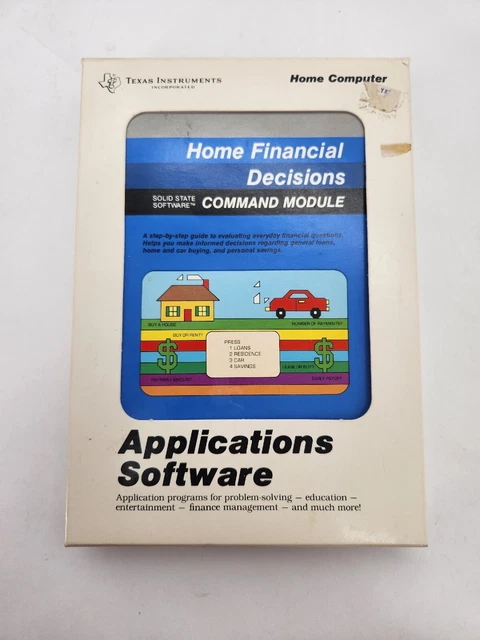 TEXAS INSTRUMENTS
INCORPORATED
Home Computer
Home Financial
Decisions
SOLID STATE
SOFTWARE™ COMMAND MODULE
A step-by-step guide to evaluating everyday financial questions.
Helps you make informed decisions regarding general loans,
home and car buying, and personal savings.
BUY A HOUSE
NUMBER OF PAYMENTS?
BUY OR RENT?
PRESS
1 LOANS
2 RESIDENCE
3 CAR
4 SAVINGS
$
$
LEASE OR BUY?
Applications
Software
Application programs for problem-solving – education –
entertainment – finance management – and much more!